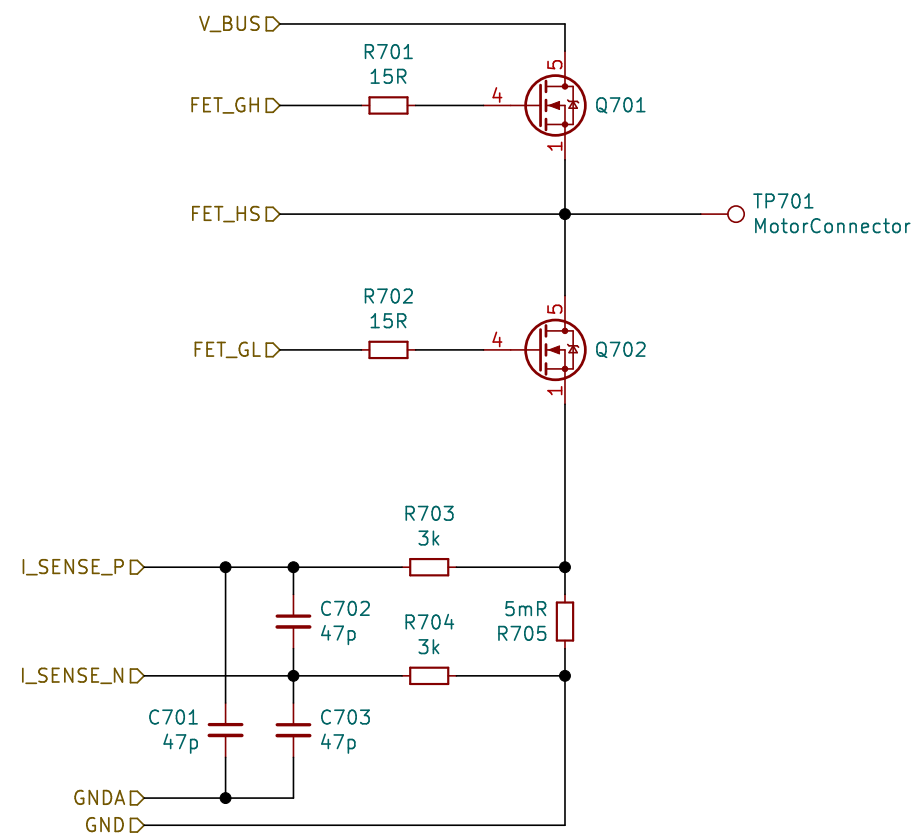 V_BUS
R701
15R
5
FET_GH
4
Q701
1
FET_HS
TP701
MotorConnector
R702
15R
5
FET_GL
4
Q702
1
R703
3k
I_SENSE_P
C702
47p
5mR
R705
R704
3k
I_SENSE_N
C701
47p
C703
47p
GNDA
GND